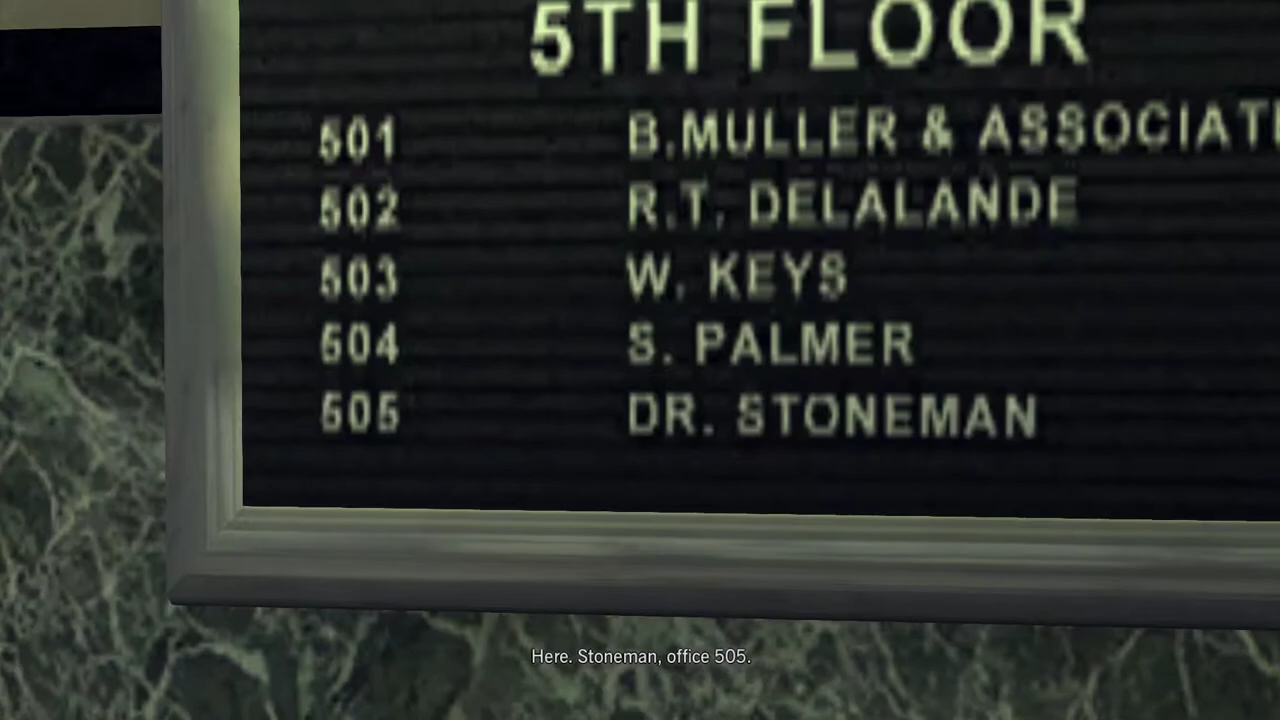 5TH FLOOR
501 B.MULLER & ASSOCIAT
502 R.T. DELALANDE
503 W. KEYS
504 S. PALMER
505 DR. STONEMAN
Here. Stoneman, office 505.